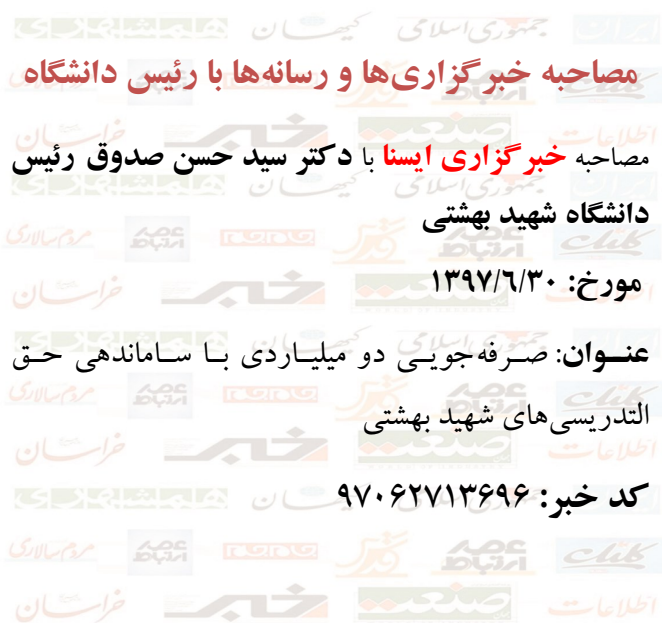 مصاحبه خبرگزاری‌ها و رسانه‌ها با رئیس دانشگاه
مصاحبه خبرگزاری ایسنا با دکتر سید حسن صدوق رئیس
دانشگاه شهید بهشتی
مورخ: ۱۳۹۷/۶/۳۰
عنوان: صرفه‌جویی دو میلیاردی با ساماندهی حق
التدریسی‌های شهید بهشتی
کد خبر: ۹۷۰۶۲۷۱۳۶۹۶